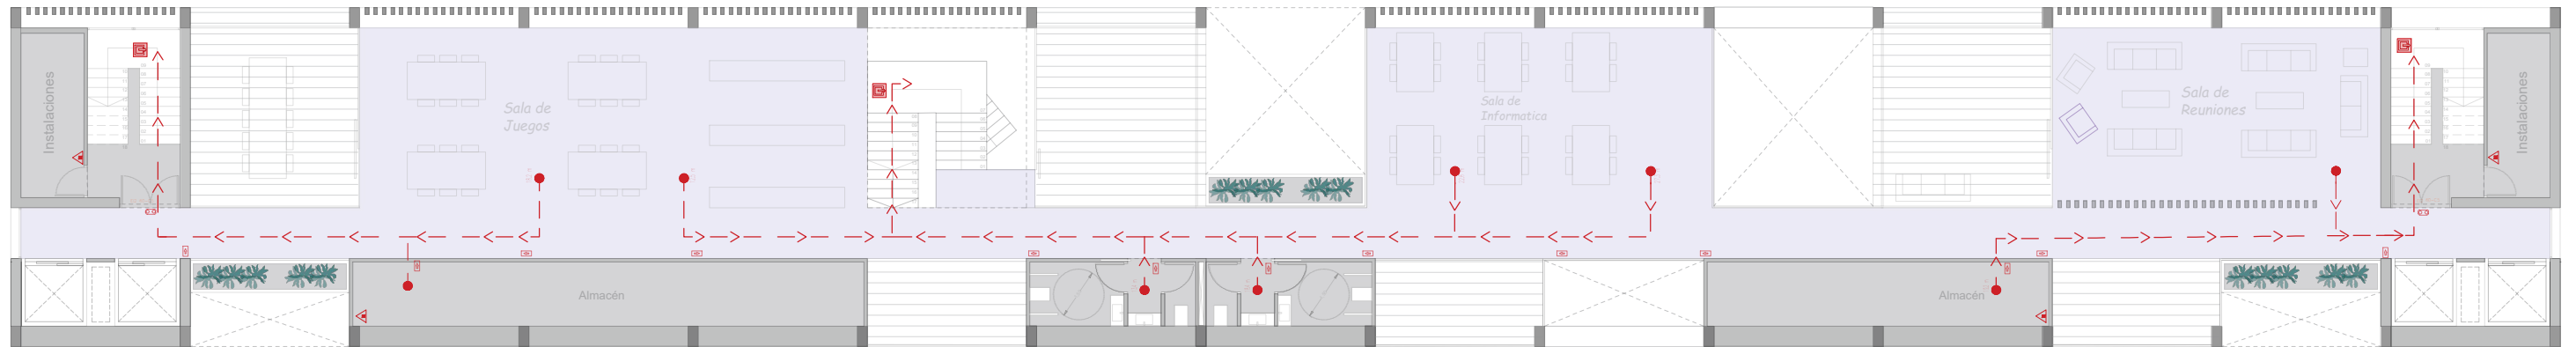 Instalaciones
Sala de
Juegos
Sala de
Informatica
Sala de
Reuniones
Instalaciones
Almacén
Almacén